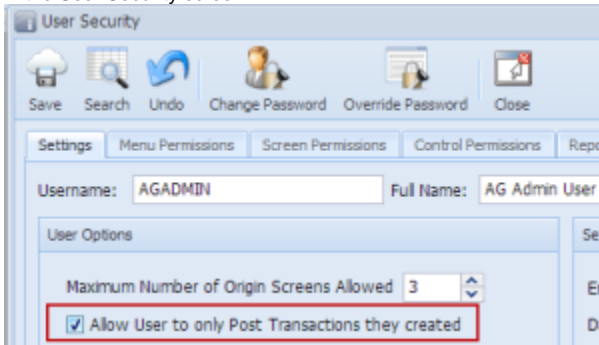 User Security
Save Search Undo Change Password Override Password Close
Settings Menu Permissions Screen Permissions Control Permissions Repo
Username: AGADMIN Full Name: AG Admin User
User Options Se
Maximum Number of Origin Screens Allowed 3 E
Allow User to only Post Transactions they created D